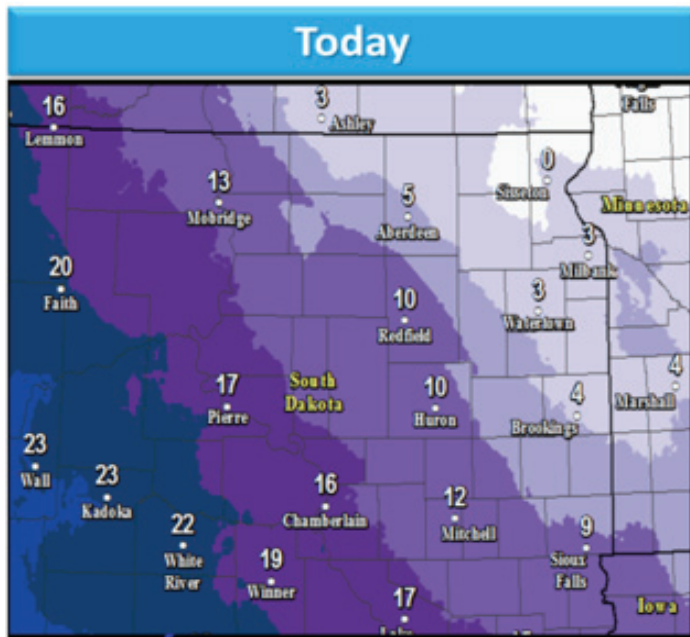 Today
Falls
16
Lemmon
3
Ashley
0
Sisseton
13
Mobridge
5
Aberdeen
Minnesota
3
Milbank
20
Faith
10
Redfield
3
Watertown
17
Pierre
South
Dakota
10
Huron
4
Brookings
4
Marshall
23
Wall
23
Kadoka
16
Chamberlain
12
Mitchell
22
White
River
9
Sioux
Falls
19
Winner
17
Lake
Iowa